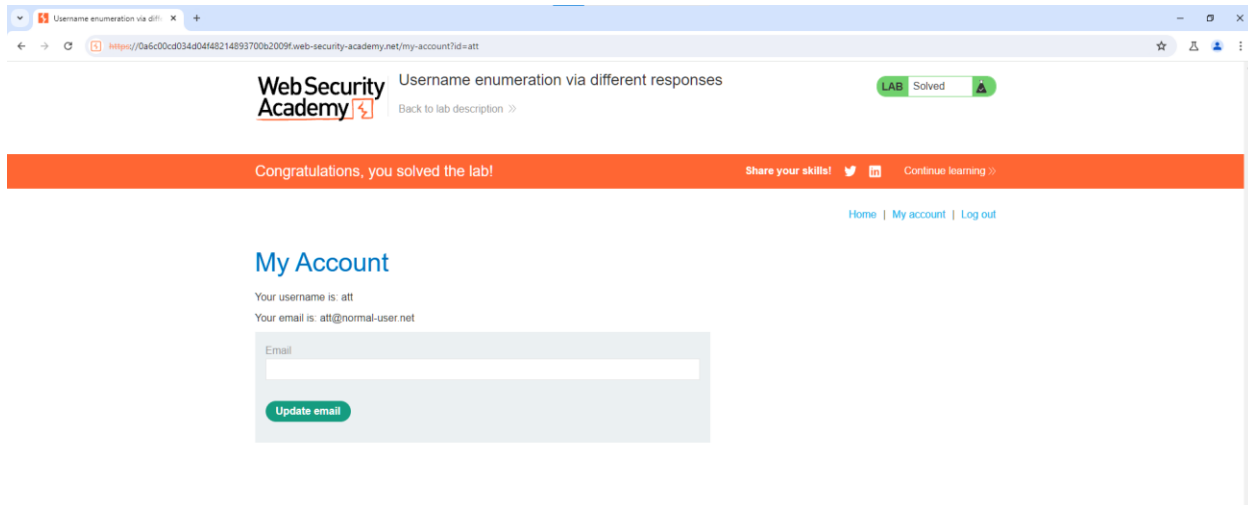 Username enumeration via diff
https://0a6c00cd034d04f48214893700b2009f.web-security-academy.net/my-account?id=att
Web Security
Academy
Username enumeration via different responses
Back to lab description
LAB Solved
Congratulations, you solved the lab!
Share your skills!
Continue learning
Home | My account | Log out
My Account
Your username is: att
Your email is: att@normal-user.net
Email
Update email